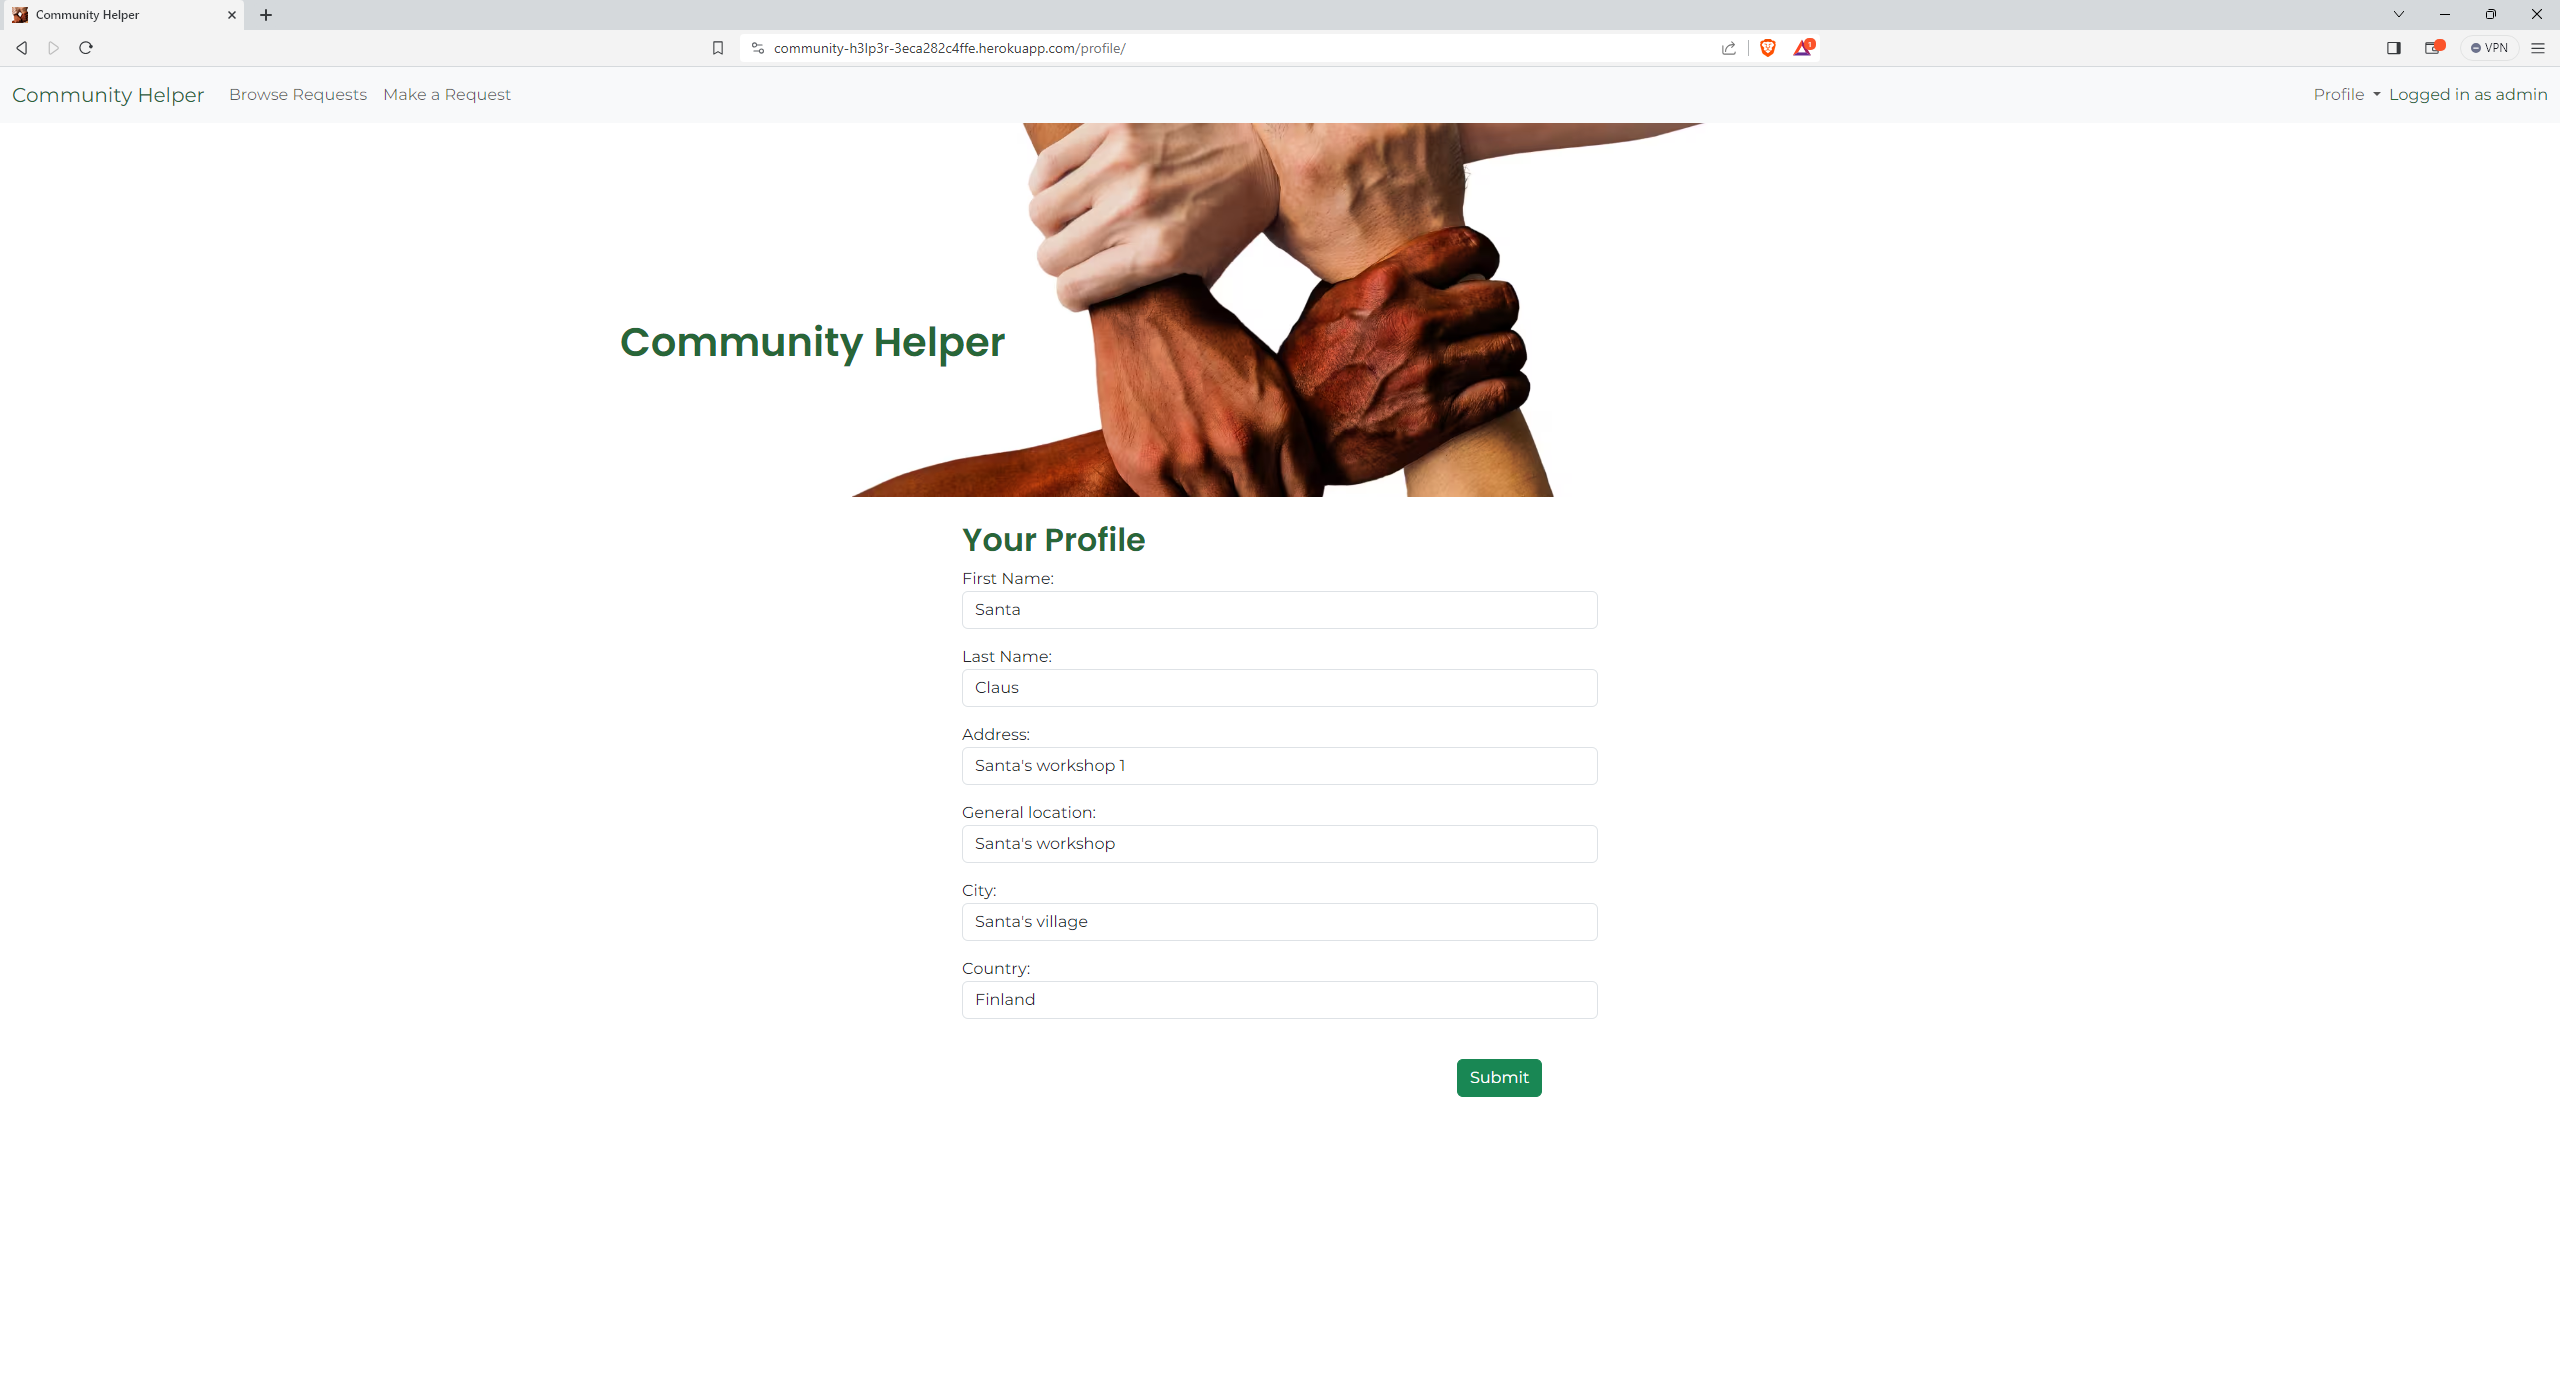 Community Helper
community-h3lp3r-3eca282c4ffe.herokuapp.com/profile/
1
VPN
Community Helper Browse Requests Make a Request Profile Logged in as admin
Community Helper
Your Profile
First Name:
Santa
Last Name:
Claus
Address:
Santa's workshop 1
General location:
Santa's workshop
City:
Santa's village
Country:
Finland
Submit